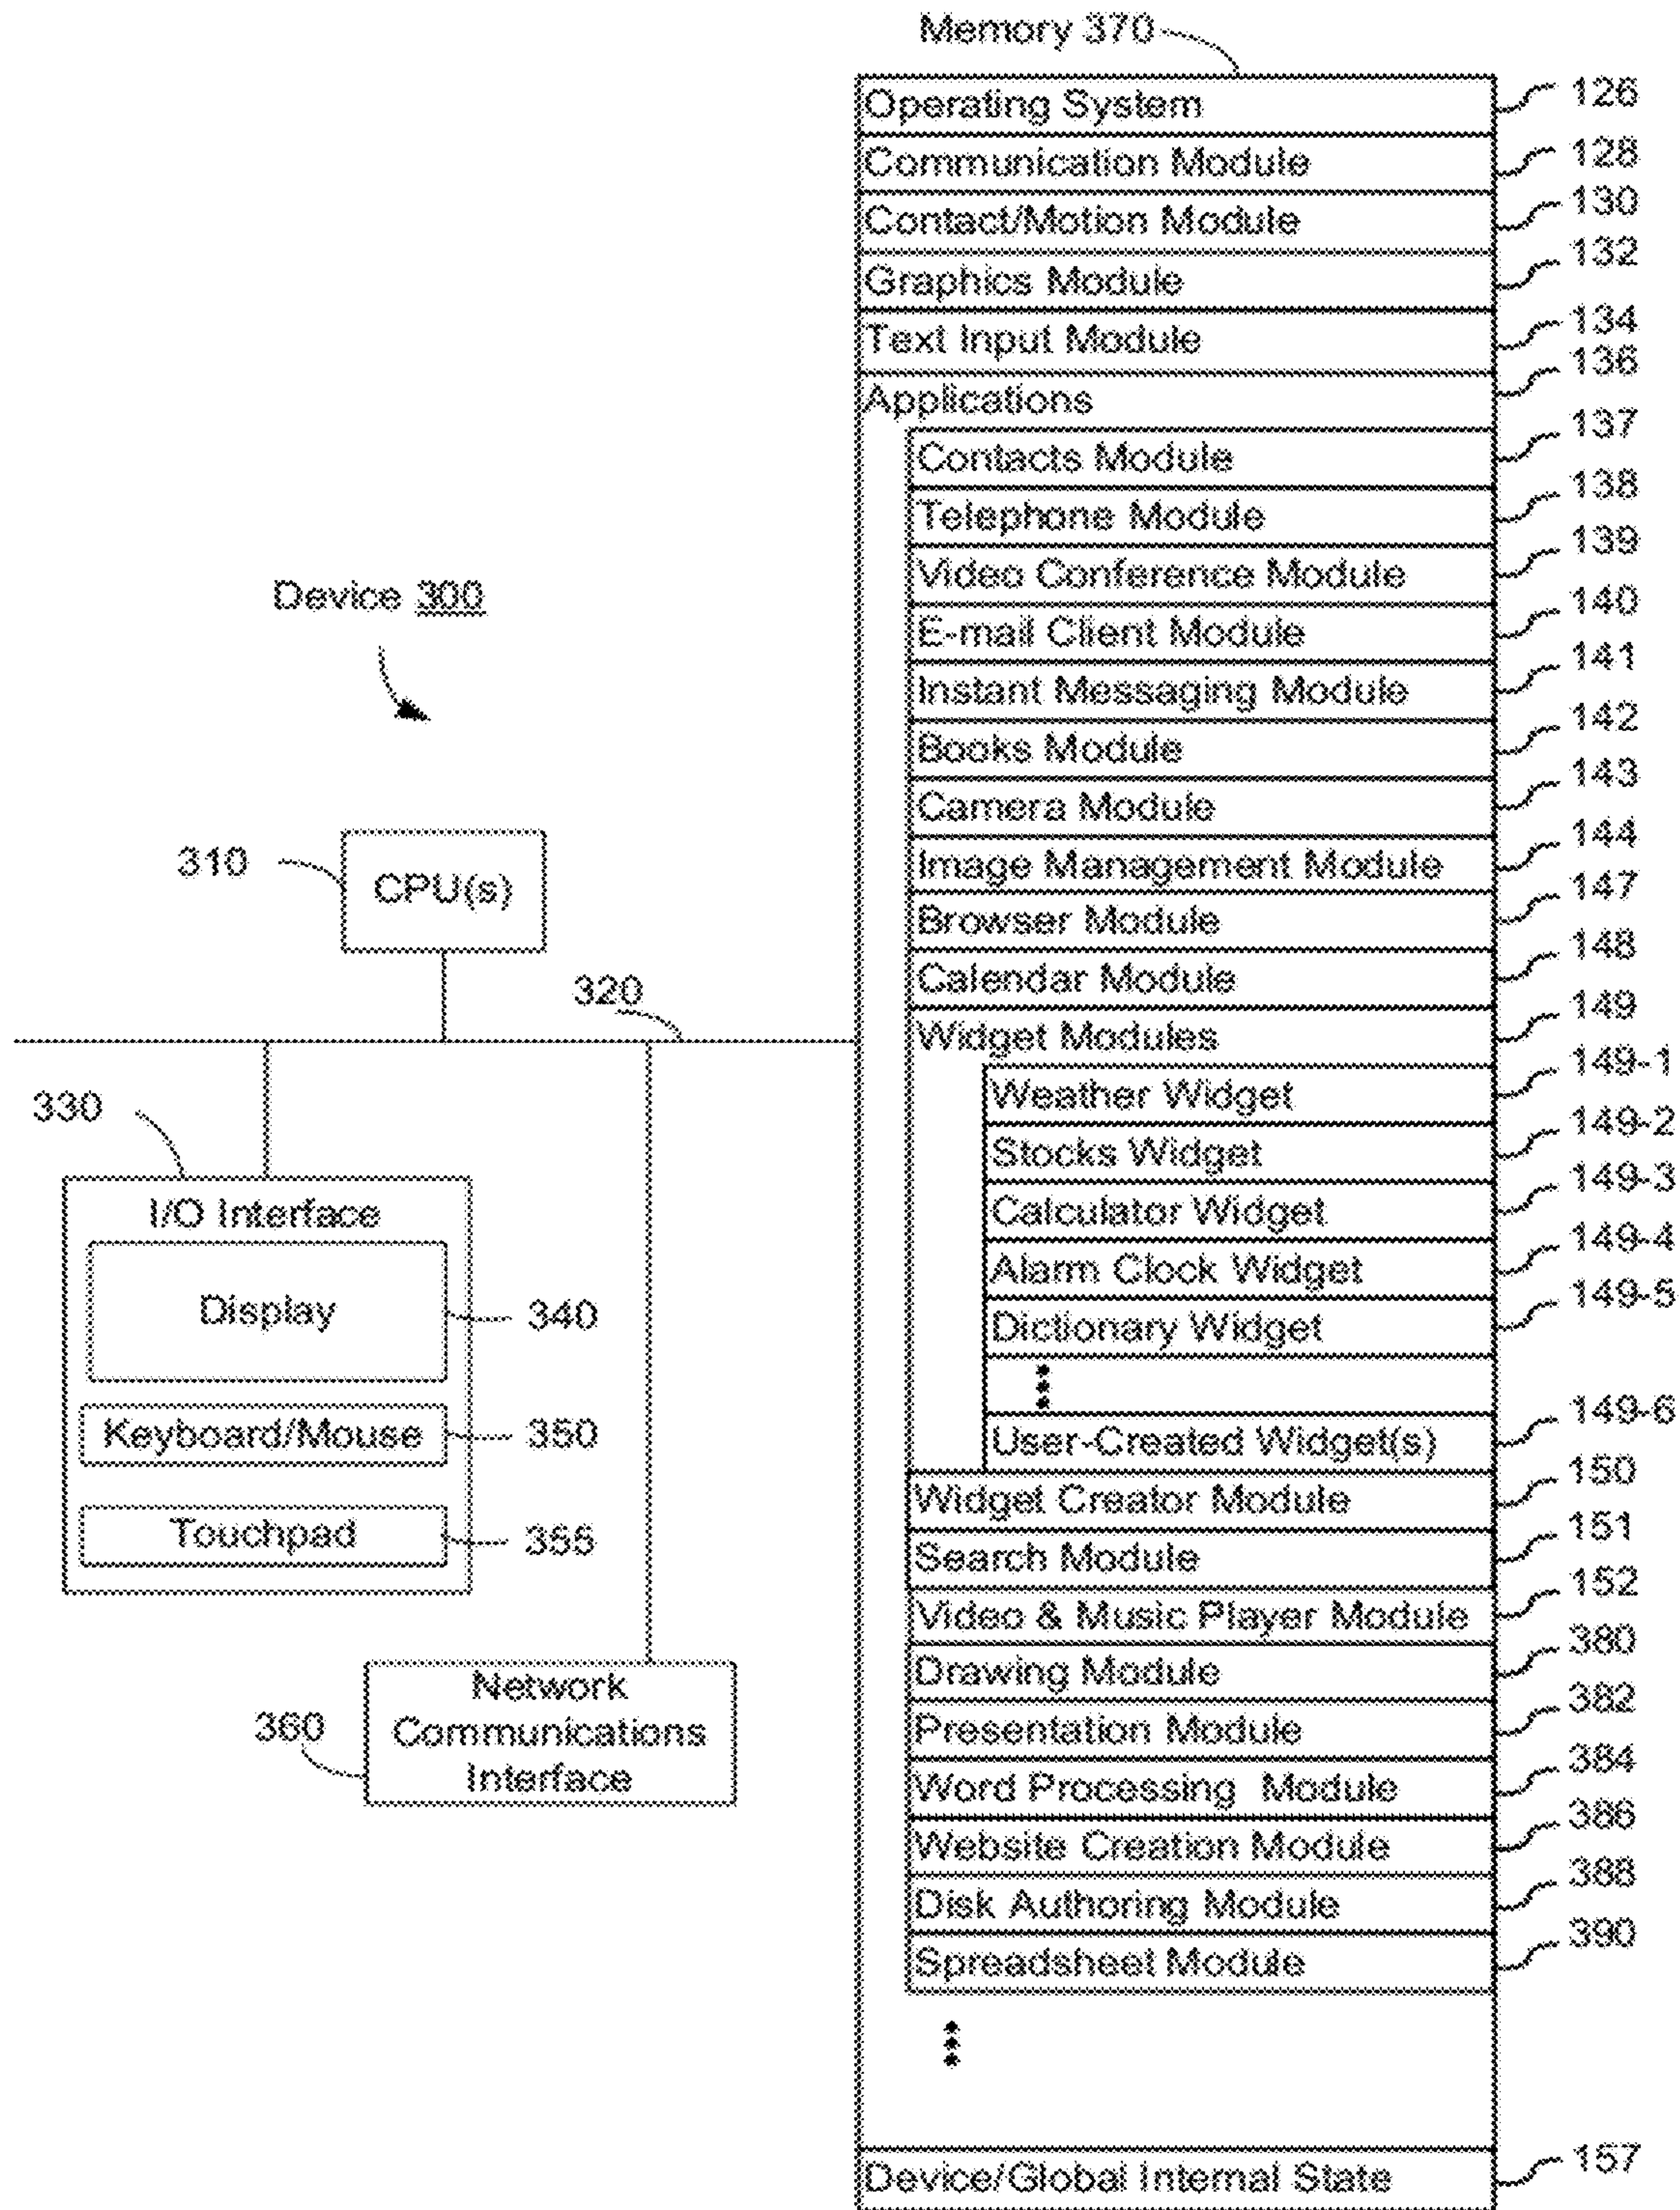 Memory 370
Operating System 126
Communication Module 128
Contact/Motion Module 130
Graphics Module 132
Text Input Module 134
Applications 136
Contacts Module 137
Telephone Module 138
Video Conference Module 139
E-mail Client Module 140
Instant Messaging Module 141
Books Module 142
Camera Module 143
Image Management Module 144
Browser Module 147
Calendar Module 148
Widget Modules 149
Weather Widget 149-1
Stocks Widget 149-2
Calculator Widget 149-3
Alarm Clock Widget 149-4
Dictionary Widget 149-5
User-Created Widget(s) 149-6
Widget Creator Module 150
Search Module 151
Video & Music Player Module 152
Drawing Module 380
Presentation Module 382
Word Processing Module 384
Website Creation Module 386
Disk Authoring Module 388
Spreadsheet Module 390
Device/Global Internal State 157
Device 300
310 CPU(s)
320
330
I/O Interface
Display 340
Keyboard/Mouse 350
Touchpad 355
360
Network
Communications
Interface